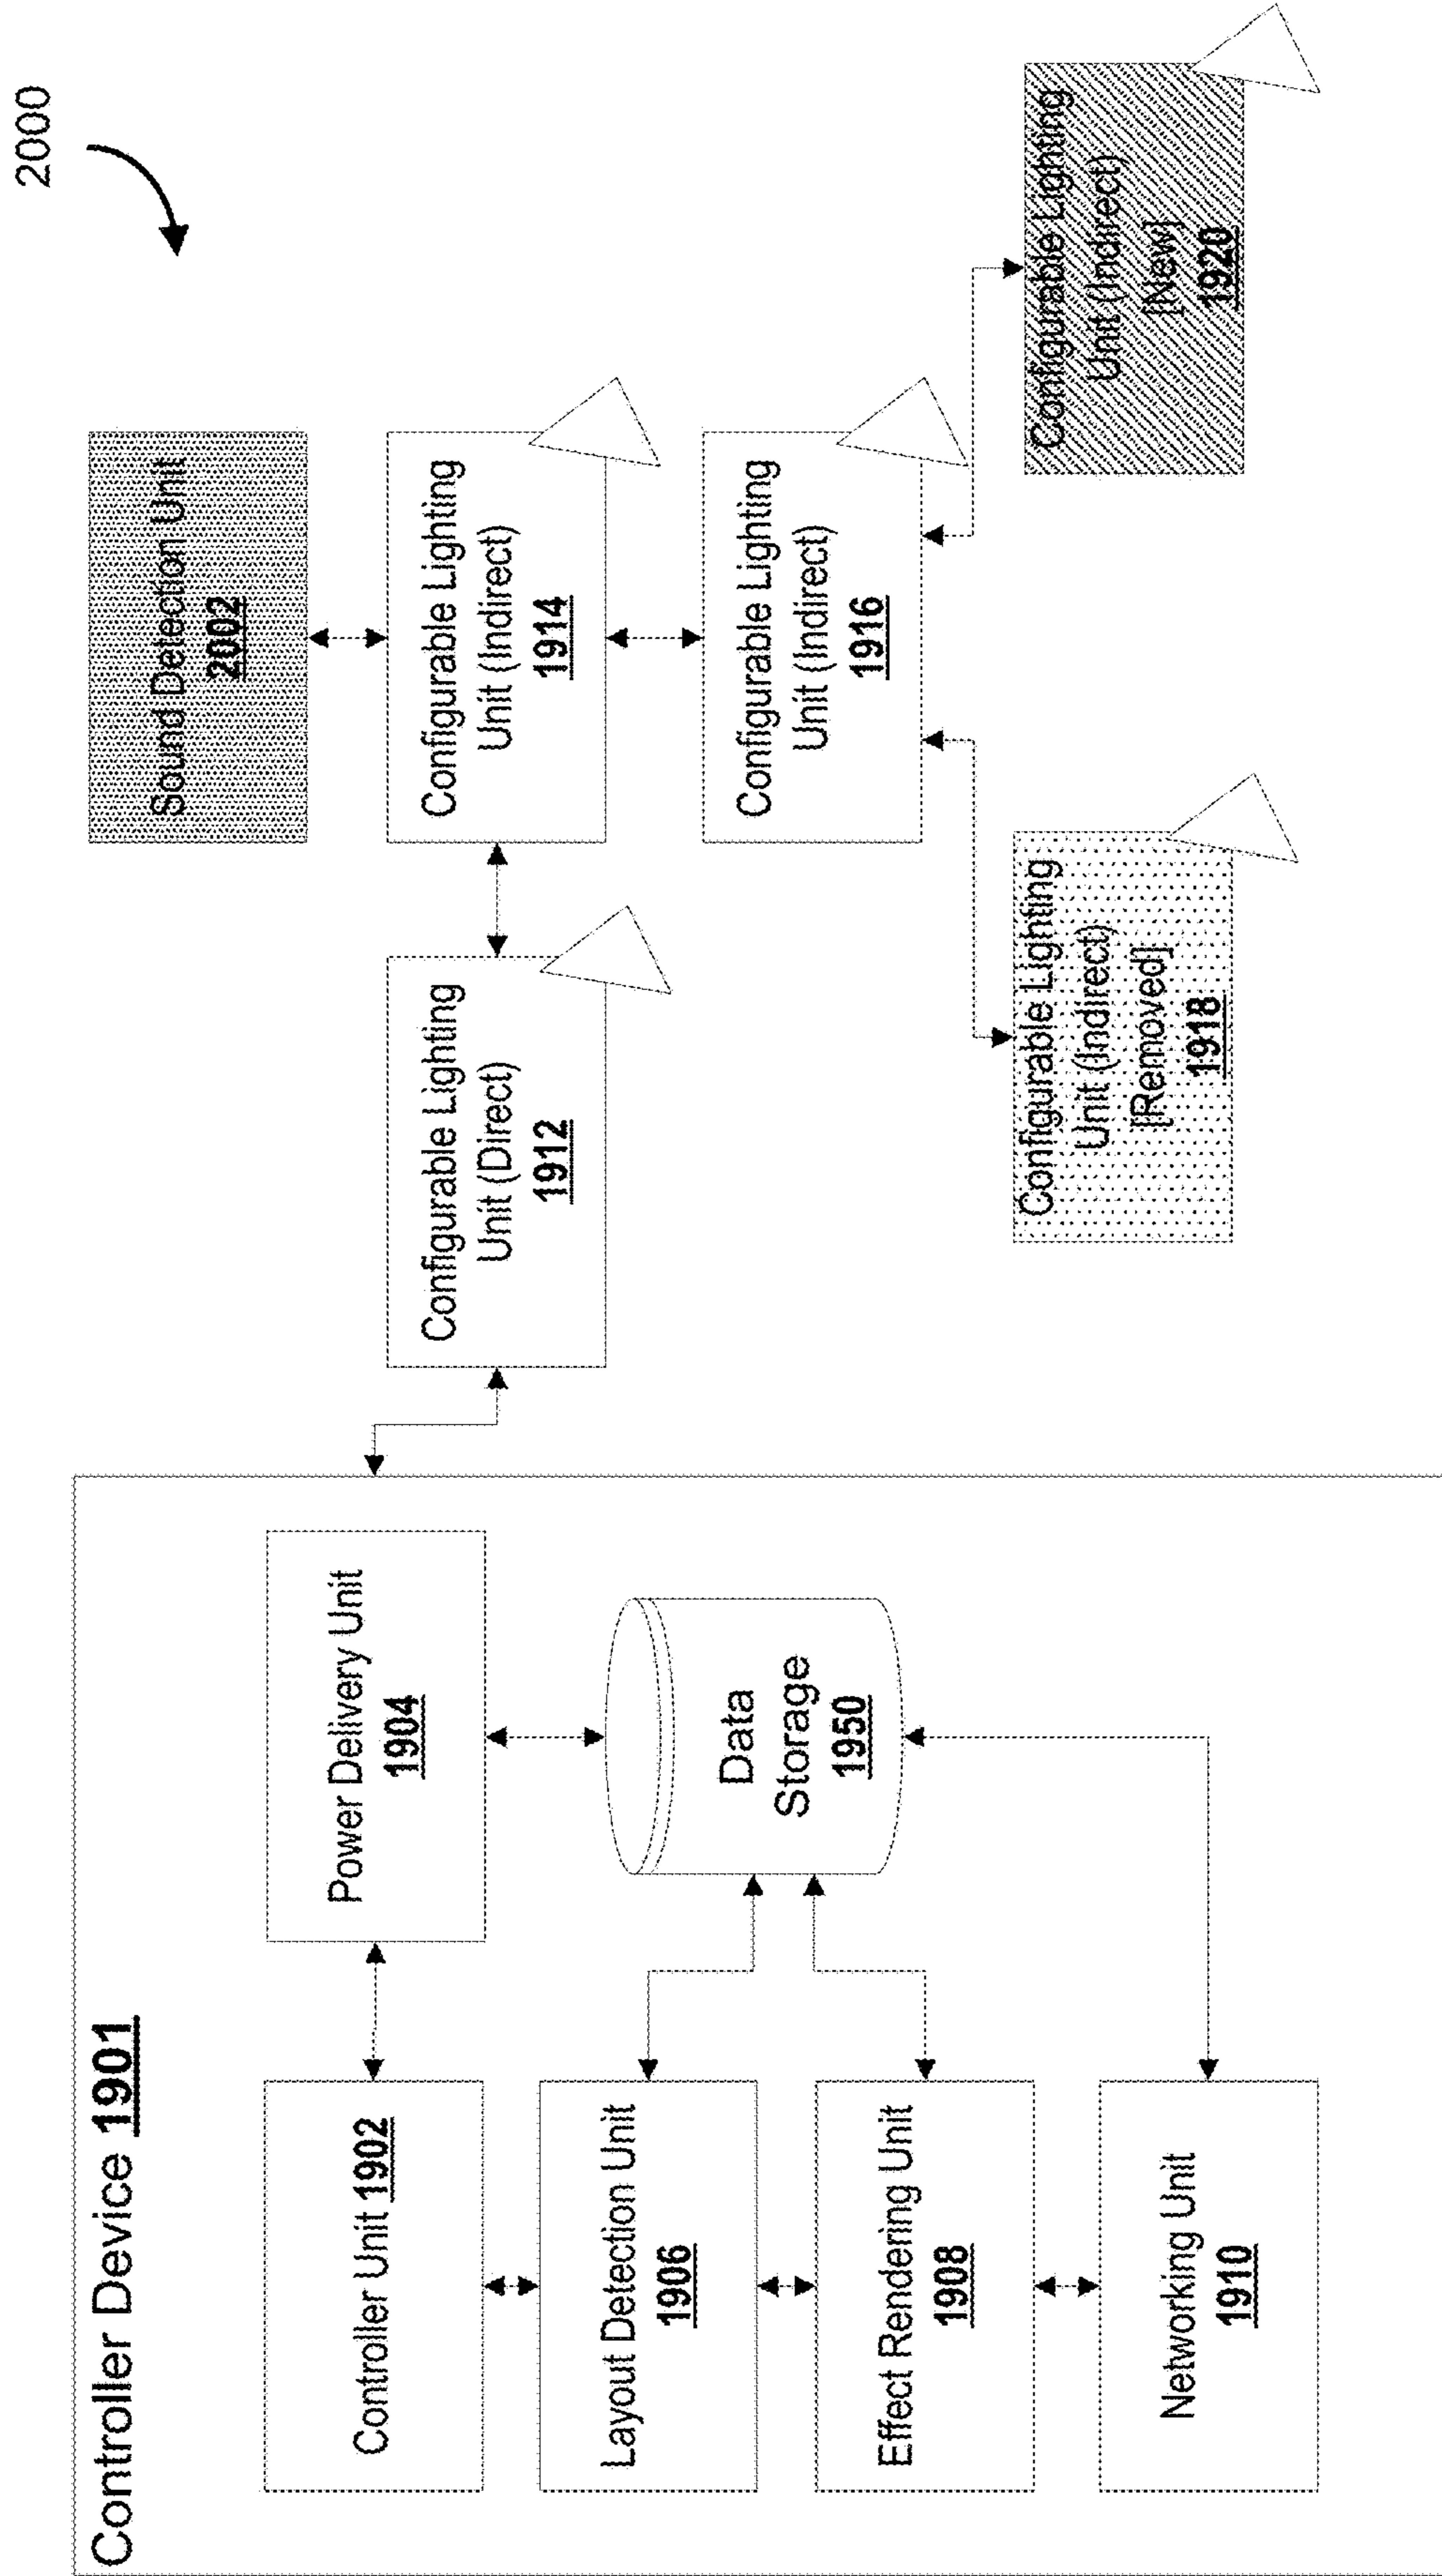 2000
Controller Device 1901
Controller Unit 1902
Power Delivery Unit
1904
Layout Detection Unit
1906
Effect Rendering Unit
1908
Networking Unit
1910
Data
Storage
1950
Configurable Lighting
Unit (Direct)
1912
Sound Detection Unit
2002
Configurable Lighting
Unit (Indirect)
1914
Configurable Lighting
Unit (Indirect)
1916
Configurable Lighting
Unit (Indirect)
[Removed]
1918
Configurable Lighting
Unit (Indirect)
[New]
1920